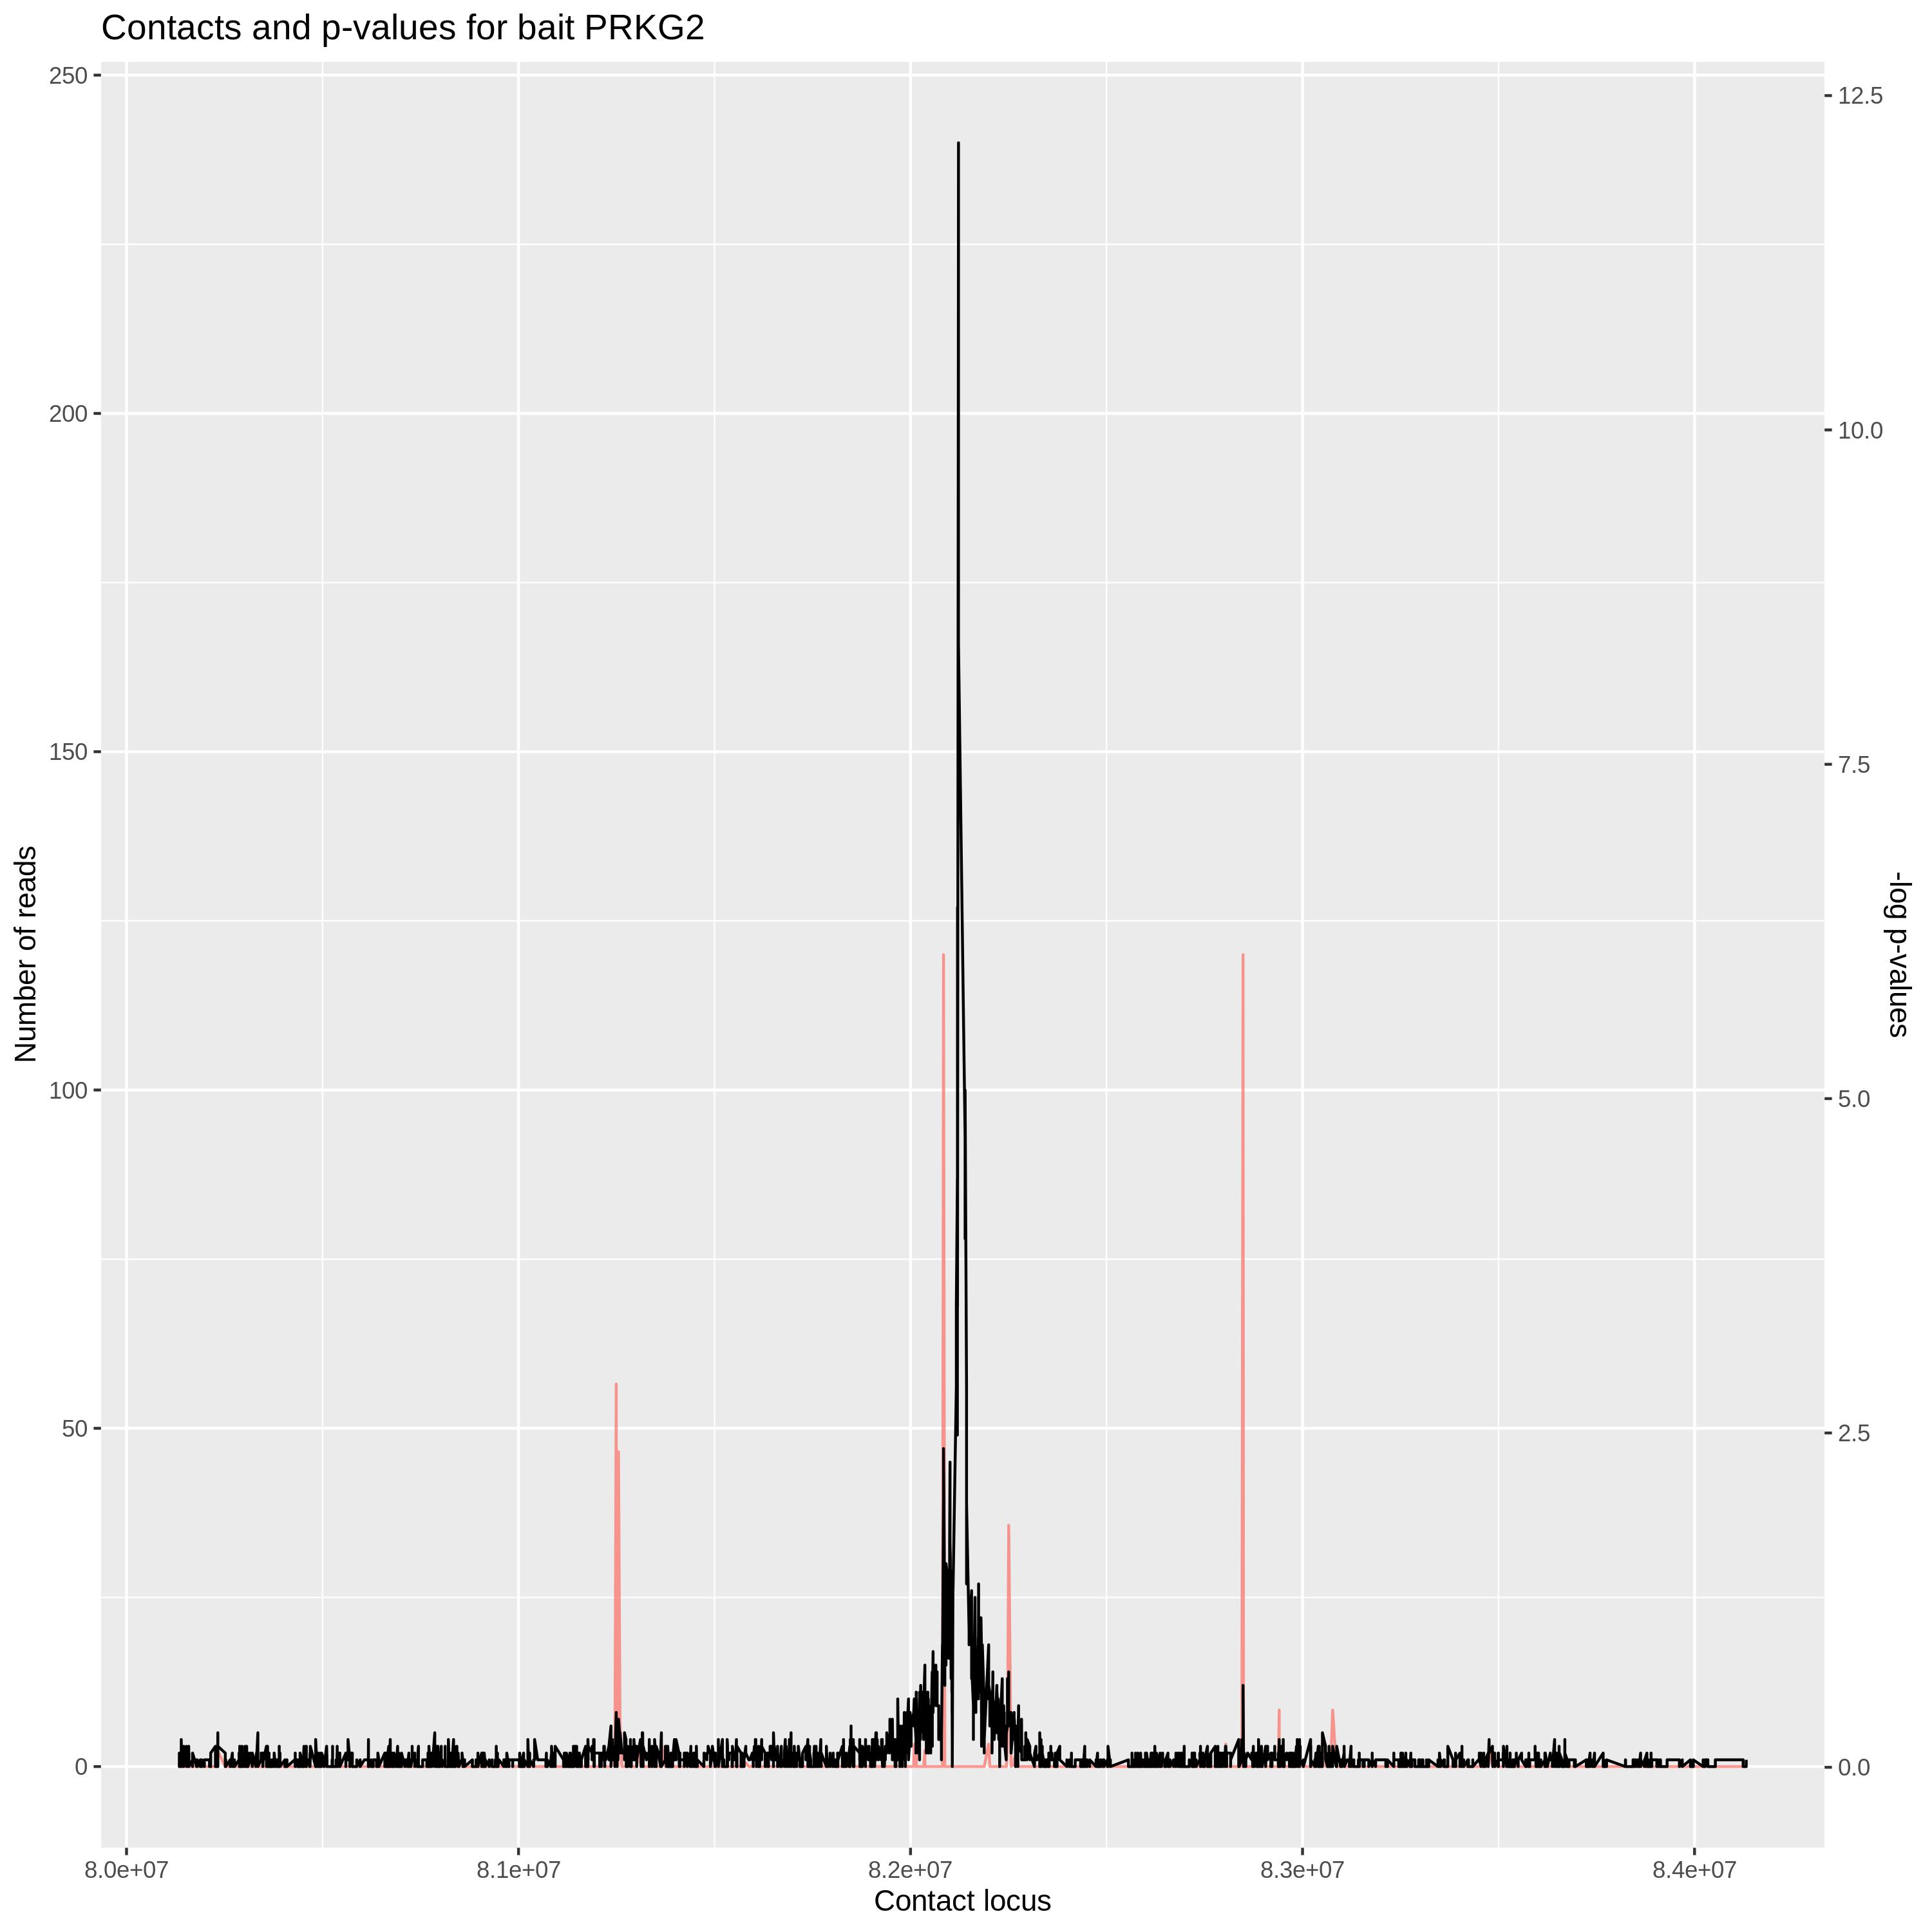 Contacts and p-values for bait PRKG2
250
200
150
100
50
0
Number of reads
12.5
10.0
7.5
5.0
2.5
0.0
-log p-values
8.0e+07
8.1e+07
8.2e+07
8.3e+07
8.4e+07
Contact locus